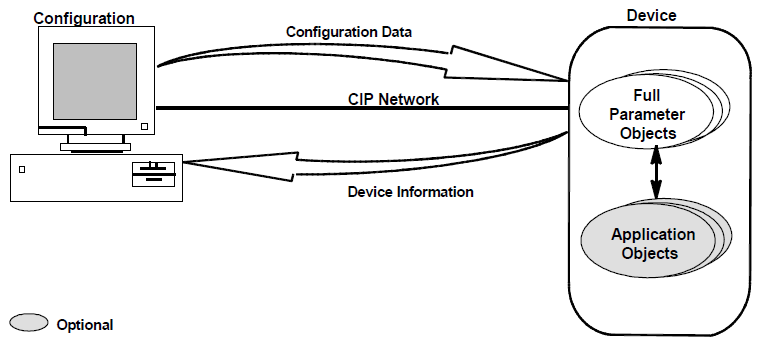 Configuration
Device
Configuration Data
CIP Network
Device Information
Full
Parameter
Objects
Application
Objects
Optional